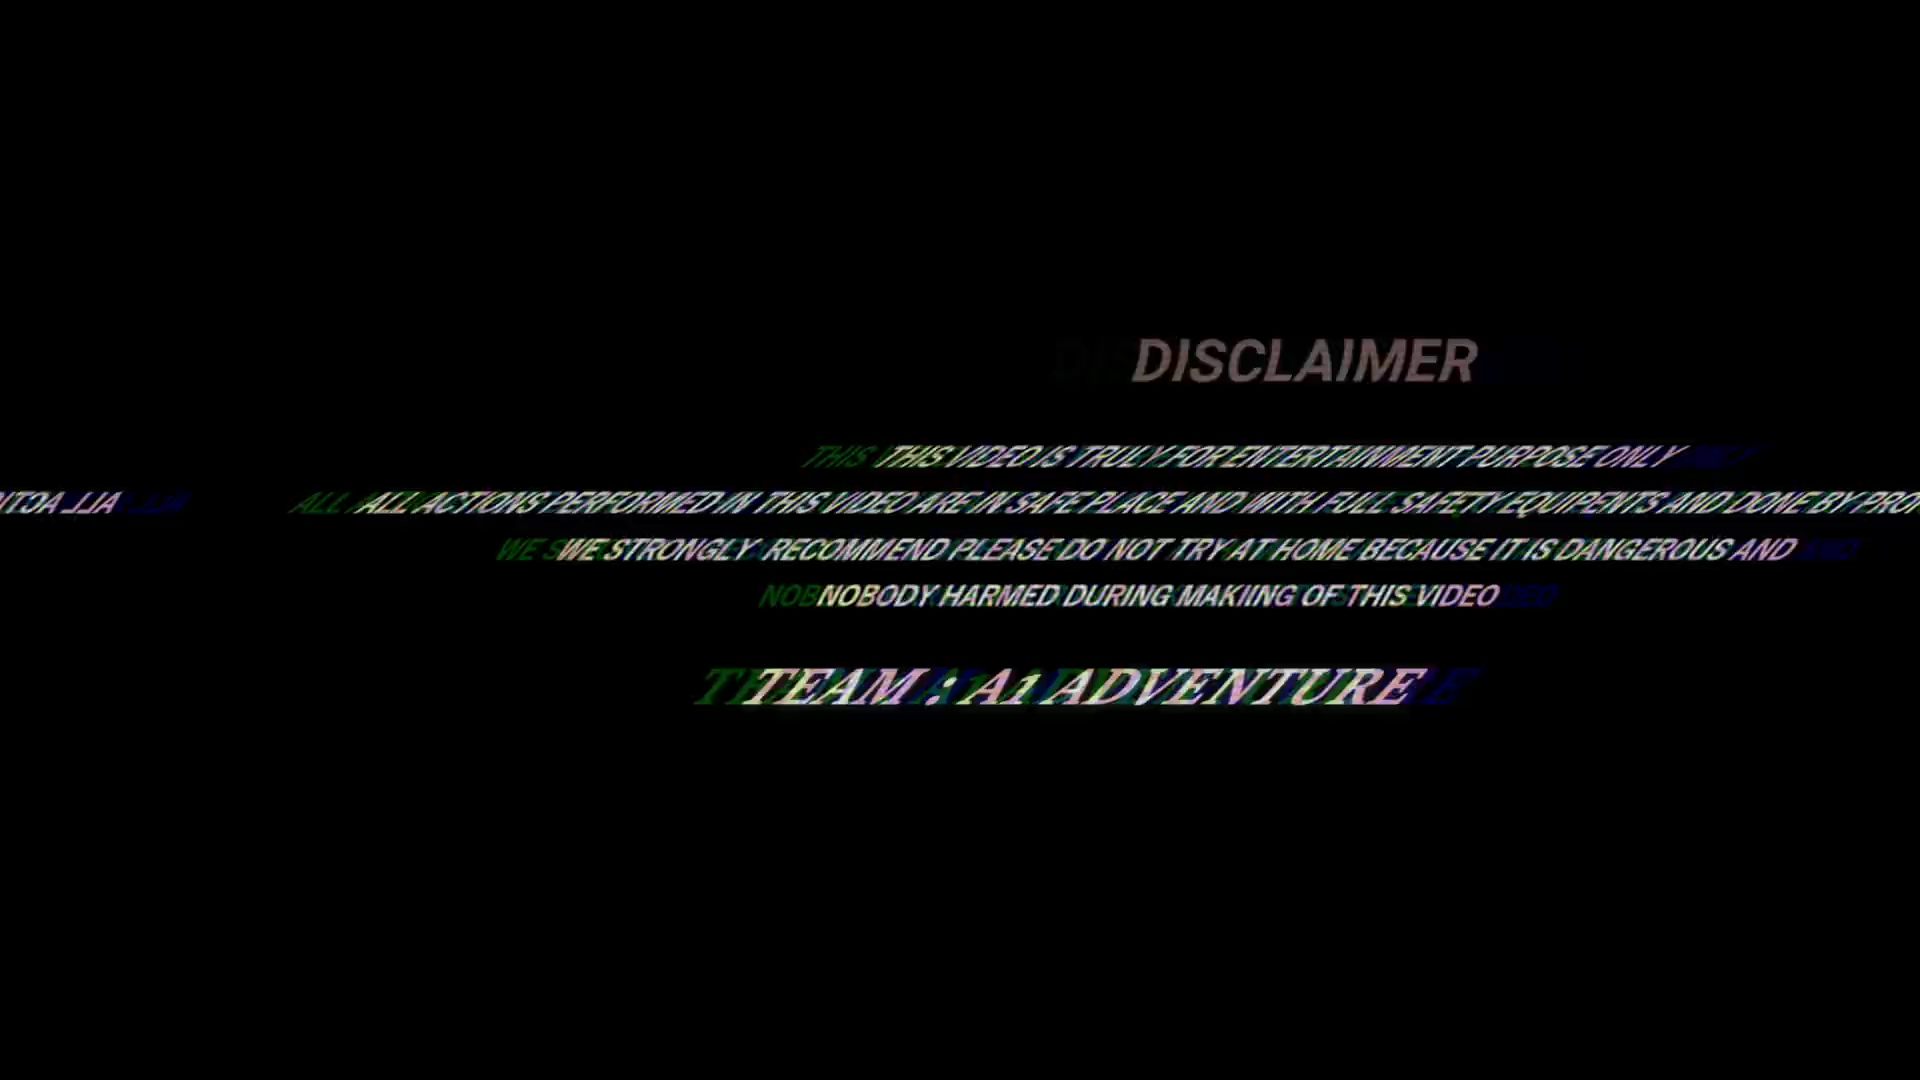 DISCLAIMER
THIS VIDEO IS TRULY FOR ENTERTAINMENT PURPOSE ONLY
ALL ACTIONS PERFORMED IN THIS VIDEO ARE IN SAFE PLACE AND WITH FULL SAFETY EQUIPENTS AND DONE BY
WE STRONGLY RECOMMEND PLEASE DO NOT TRY AT HOME BECAUSE IT IS DANGEROUS AND
NOBODY HARMED DURING MAKIING OF THIS VIDEO
TEAM : A1 ADVENTURE